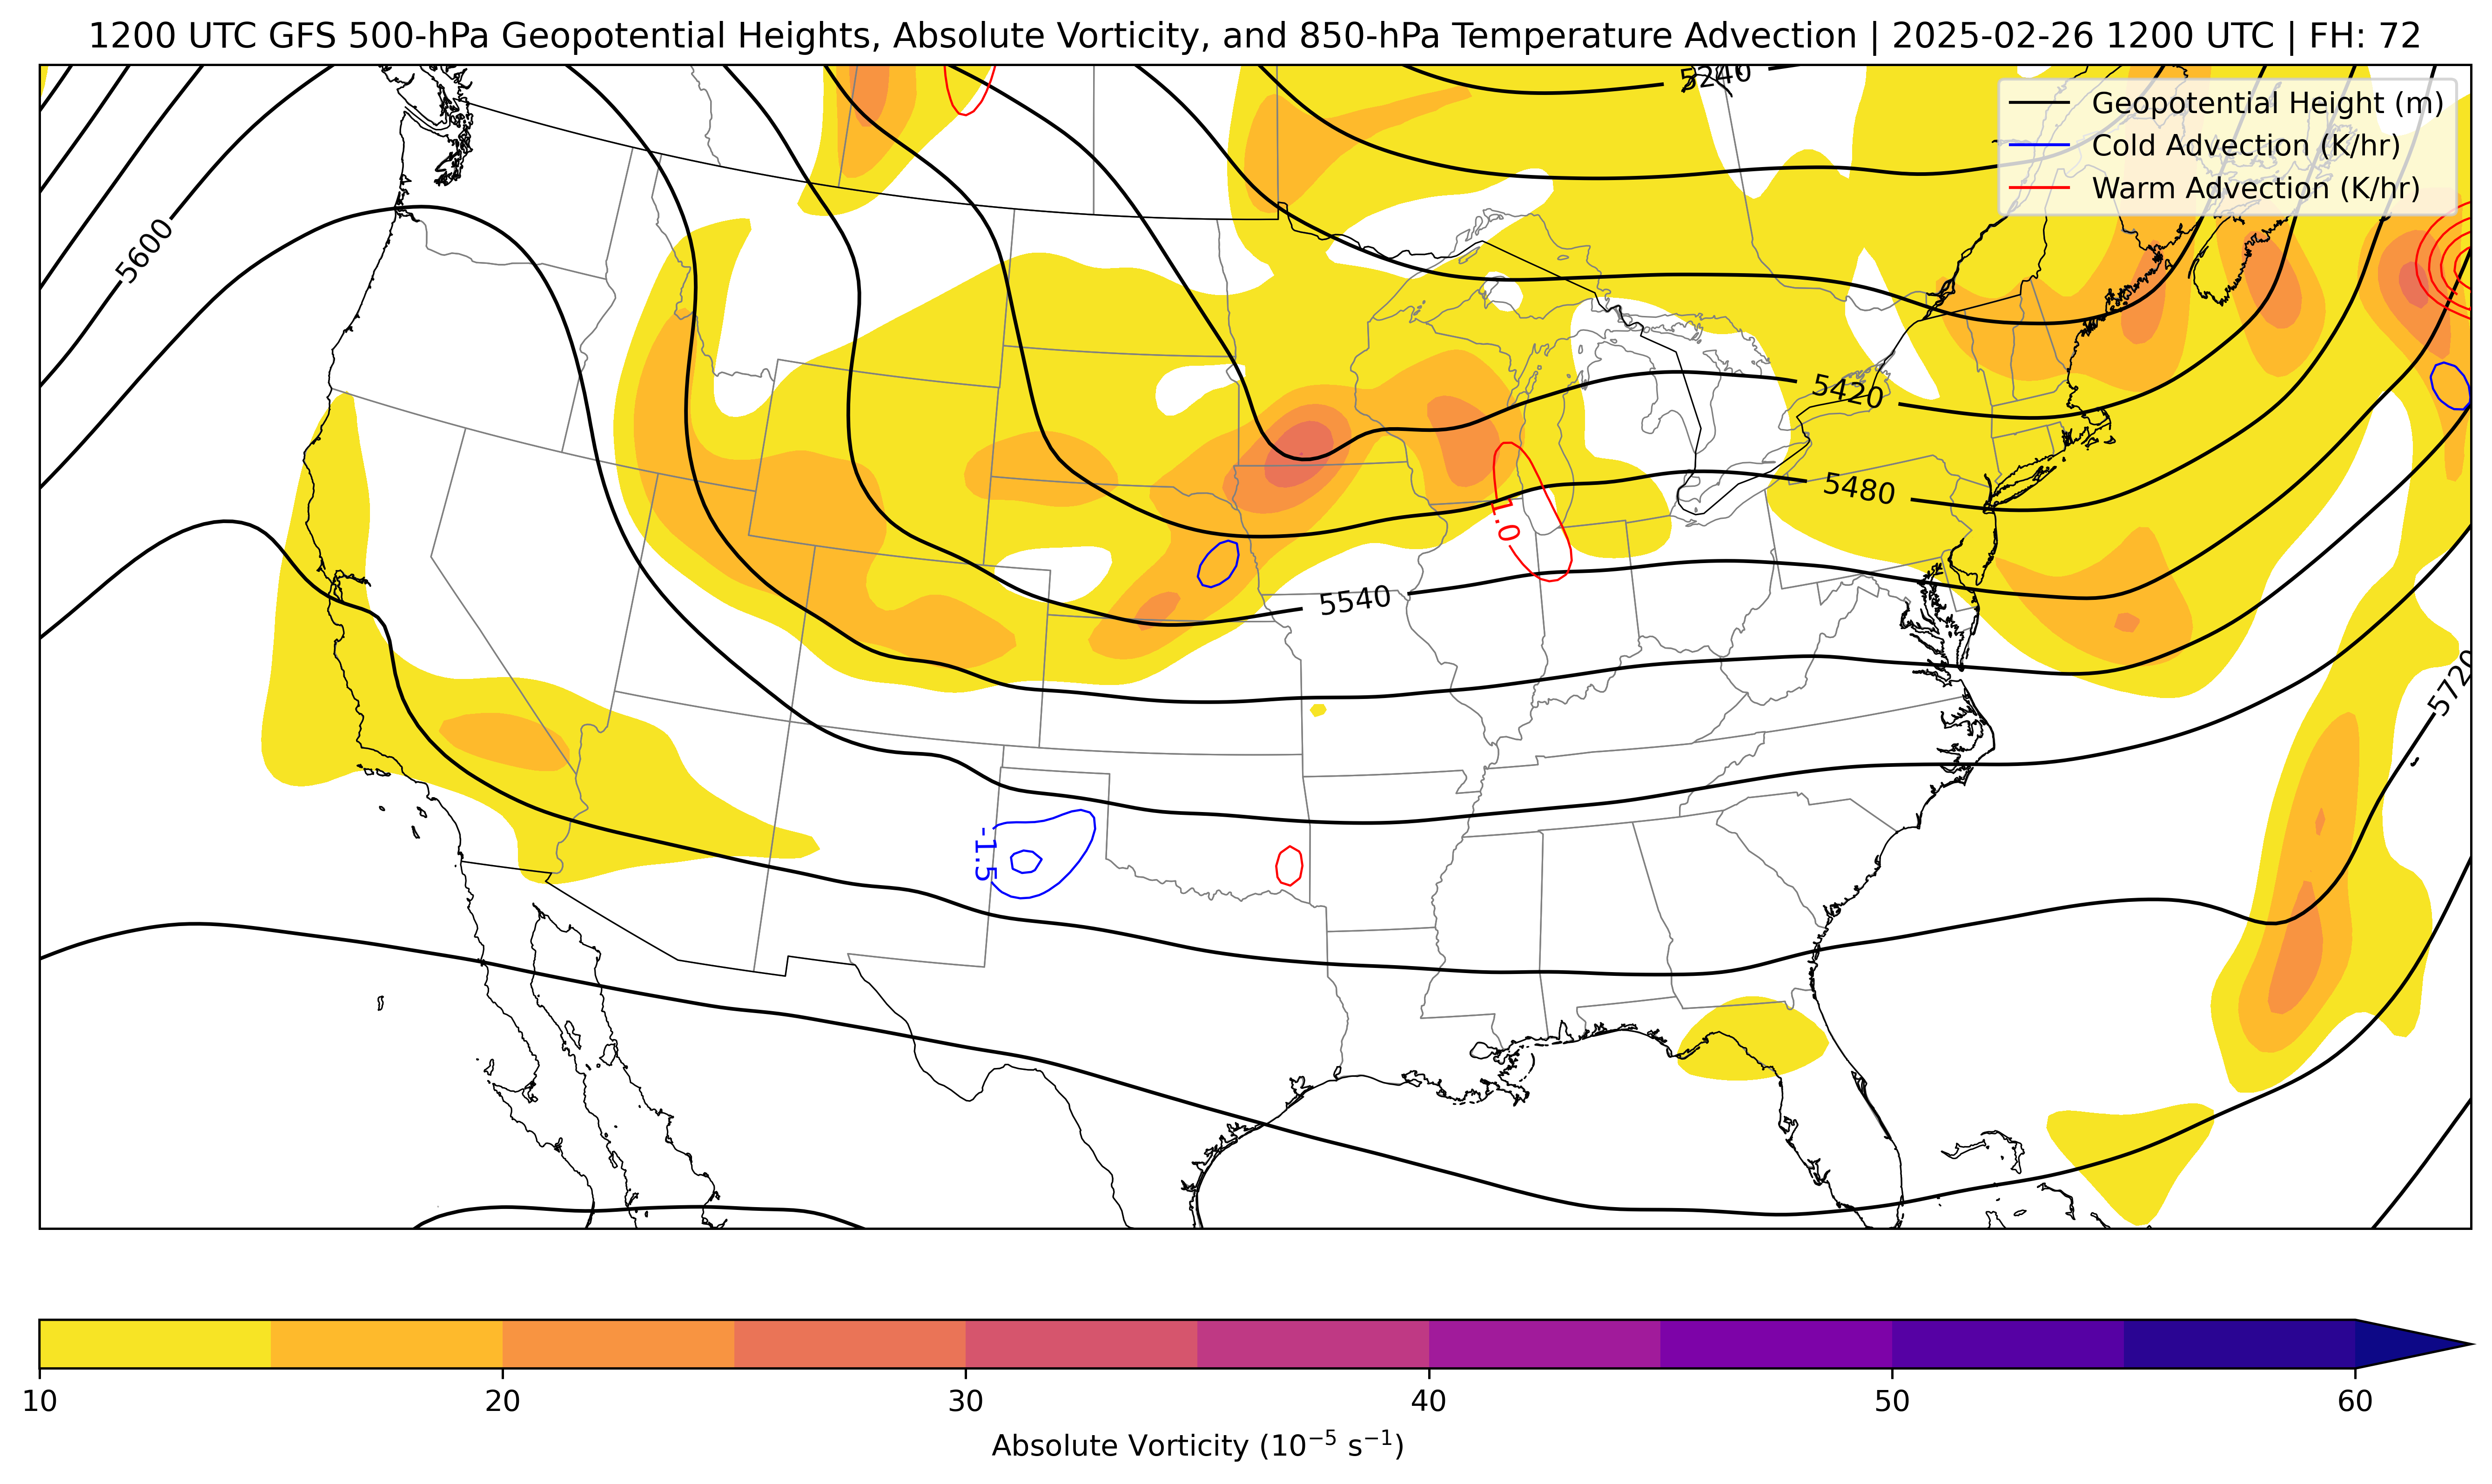 1200 UTC GFS 500-hPa Geopotential Heights, Absolute Vorticity, and 850-hPa Temperature Advection | 2025-02-26 1200 UTC | FH: 72
5240
Geopotential Height (m)
Cold Advection (K/hr)
Warm Advection (K/hr)
5600
5420
5480
1.0
5540
5720
-1.5
10 20 30 40 50 60
Absolute Vorticity (10⁻⁵ s⁻¹)